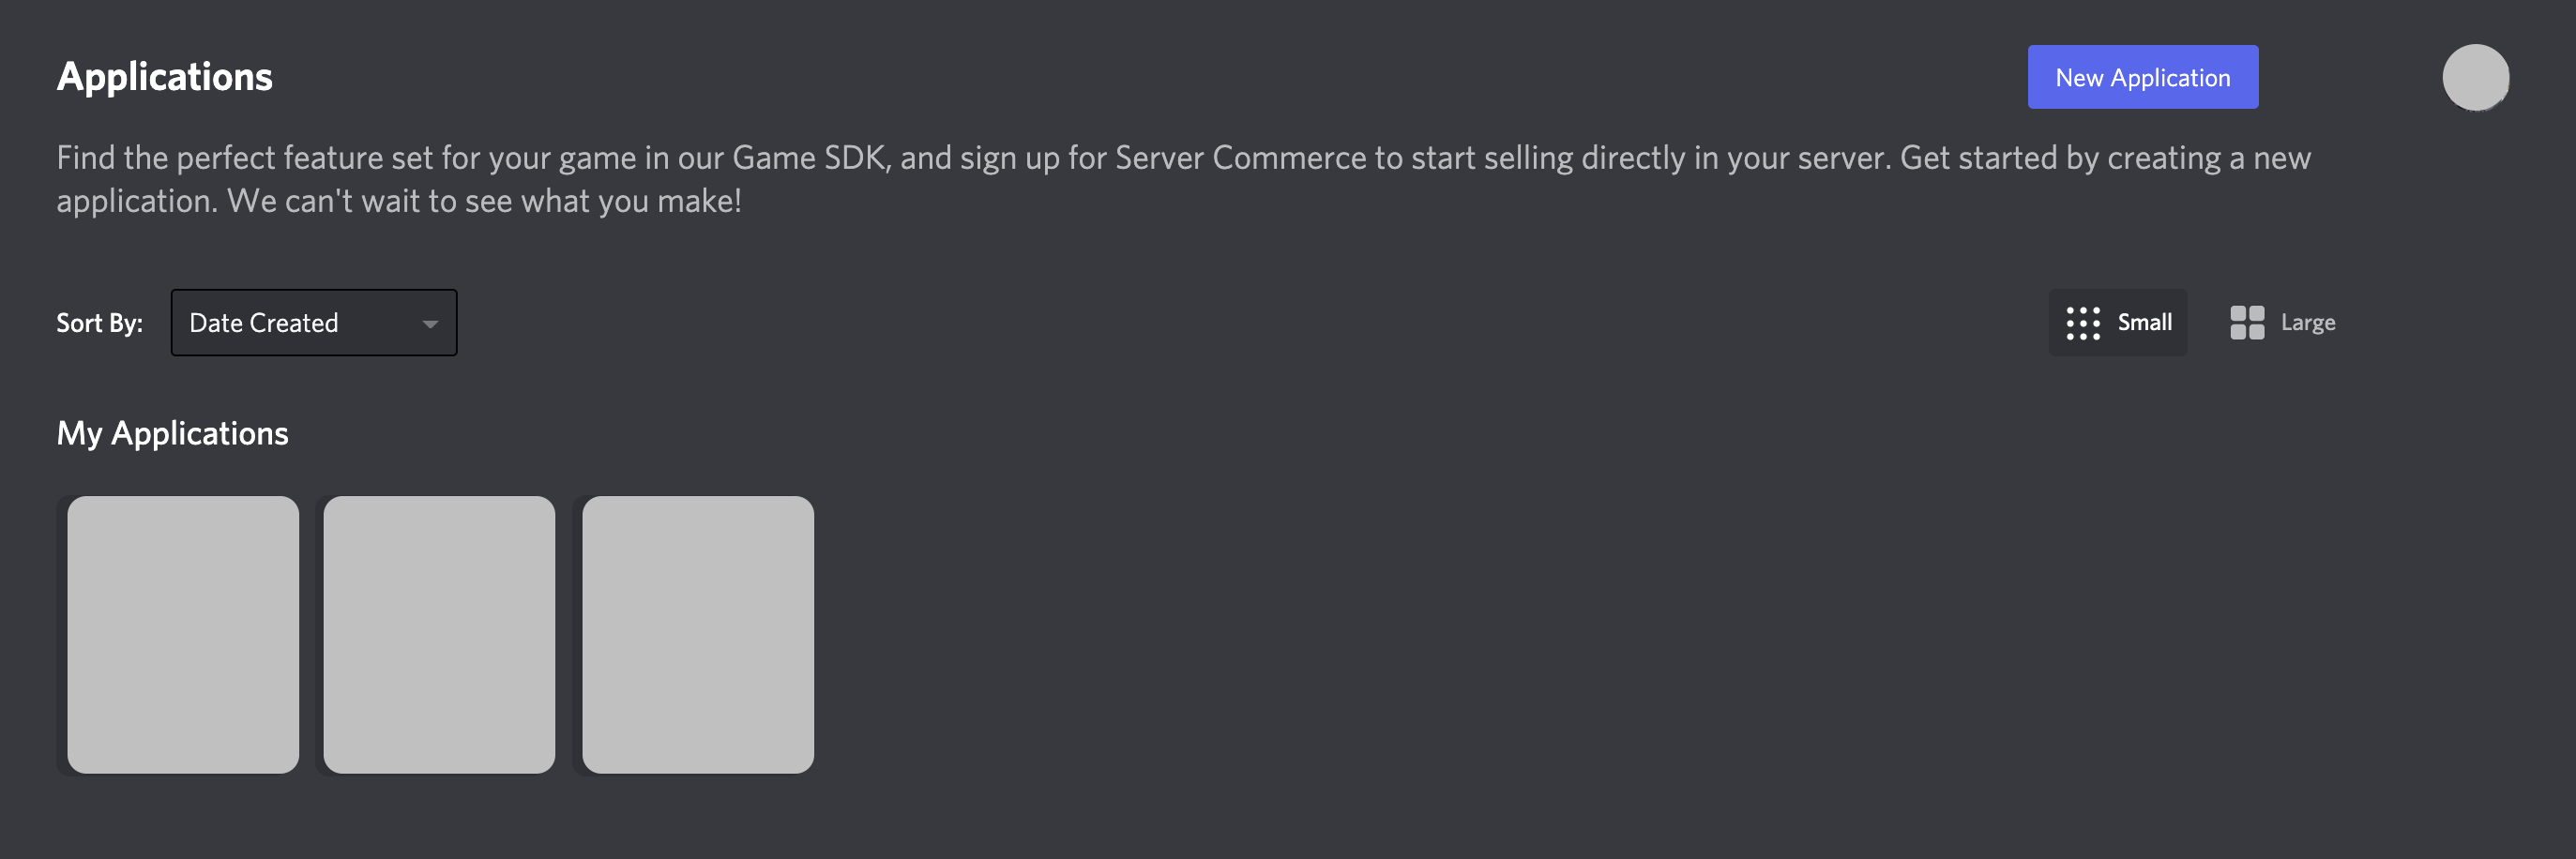 Applications
New Application
Find the perfect feature set for your game in our Game SDK, and sign up for Server Commerce to start selling directly in your server. Get started by creating a new
application. We can't wait to see what you make!
Sort By:
Date Created
Small
Large
My Applications